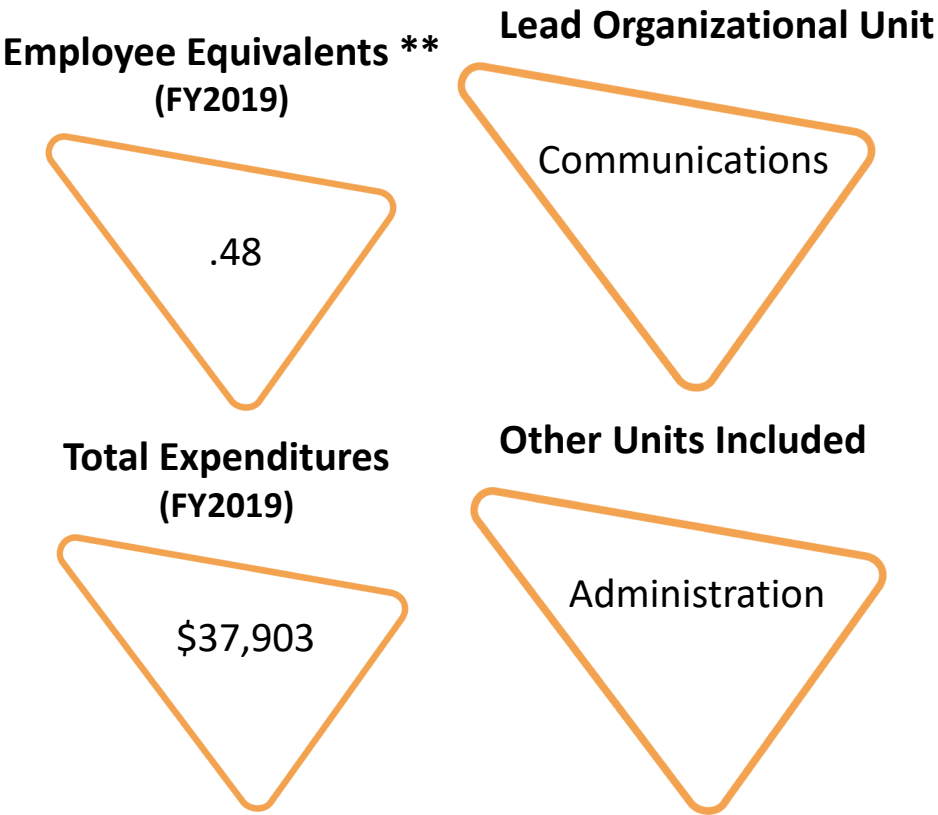 Employee Equivalents **
(FY2019)
.48
Lead Organizational Unit
Communications
Total Expenditures
(FY2019)
$37,903
Other Units Included
Administration